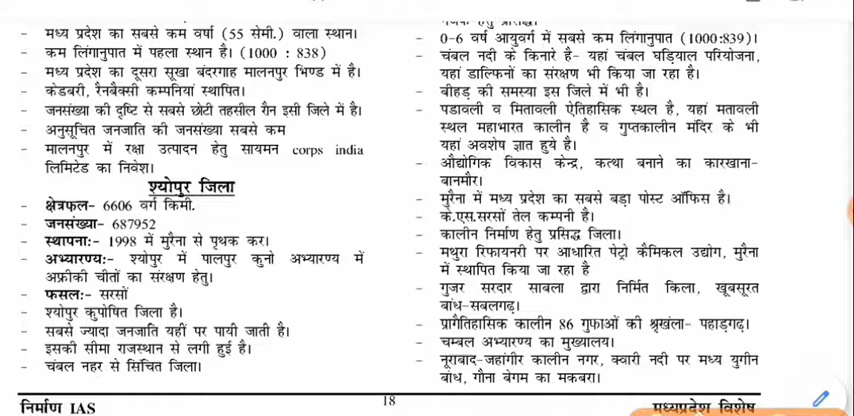 - मध्य प्रदेश का सबसे कम वर्षा (55 सेमी.) वाला स्थान।
- कम लिंगानुपात में पहला स्थान है। (1000 : 838)
- मध्य प्रदेश का दूसरा सूखा बंदरगाह मालनपुर भिण्ड में है।
- केडबरी, रैनबैक्सी कम्पनियां स्थापित।
- जनसंख्या की दृष्टि से सबसे छोटी तहसील रौन इसी जिले में है।
- अनुसूचित जनजाति की जनसंख्या सबसे कम
- मालनपुर में रक्षा उत्पादन हेतु सायमन corps india
लिमिटेड का निवेश।
श्योपुर जिला
- क्षेत्रफल- 6606 वर्ग किमी.
- जनसंख्या- 687952
- स्थापनाः- 1998 में मुरैना से पृथक कर।
- अभ्यारण्यः- श्योपुर में पालपुर कुनो अभ्यारण्य में
अफ्रीकी चीतों का संरक्षण हेतु।
- फसलः- सरसों
- श्योपुर कुपोषित जिला है।
- सबसे ज्यादा जनजाति यहीं पर पायी जाती है।
- इसकी सीमा राजस्थान से लगी हुई है।
- चंबल नहर से सिंचित जिला।
हेतु प्रसिद्ध।
- 0-6 वर्ष आयुवर्ग में सबसे कम लिंगानुपात (1000:839)।
- चंबल नदी के किनारे है- यहां चंबल घड़ियाल परियोजना,
यहां डाल्फिनों का संरक्षण भी किया जा रहा है।
- बीहड़ की समस्या इस जिले में भी है।
- पडावली व मितावली ऐतिहासिक स्थल है, यहां मतावली
स्थल महाभारत कालीन है व गुप्तकालीन मंदिर के भी
यहां अवशेष ज्ञात हुये है।
- औद्योगिक विकास केन्द्र, कत्था बनाने का कारखाना-
बानमौर।
- मुरैना में मध्य प्रदेश का सबसे बड़ा पोस्ट ऑफिस है।
- के.एस.सरसों तेल कम्पनी है।
- कालीन निर्माण हेतु प्रसिद्ध जिला।
- मथुरा रिफायनरी पर आधारित पेट्रो कैमिकल उद्योग, मुरैना
में स्थापित किया जा रहा है
- गुजर सरदार साबला द्वारा निर्मित किला, खूबसूरत
बांध-सबलगढ़।
- प्रागैतिहासिक कालीन 86 गुफाओं की श्रृखंला- पहाड़गढ़।
- चम्बल अभ्यारण्य का मुख्यालय।
- नूराबाद-जहांगीर कालीन नगर, क्वारी नदी पर मध्य युगीन
बांध, गौना बेगम का मकबरा।
निर्माण IAS
18
मध्यप्रदेश विशेष